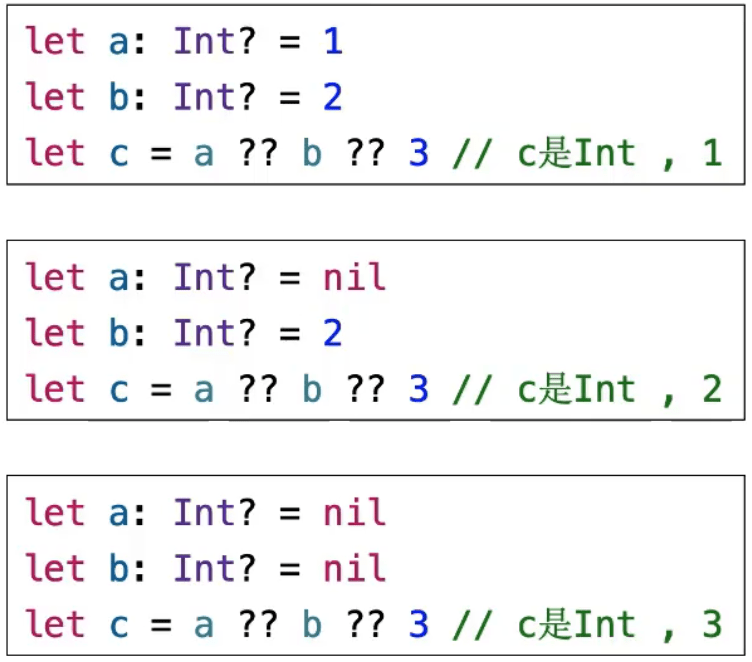 let a: Int? = 1
let b: Int? = 2
let c = a ?? b ?? 3 // c是Int , 1
let a: Int? = nil
let b: Int? = 2
let c = a ?? b ?? 3 // c是Int , 2
let a: Int? = nil
let b: Int? = nil
let c = a ?? b ?? 3 // c是Int , 3